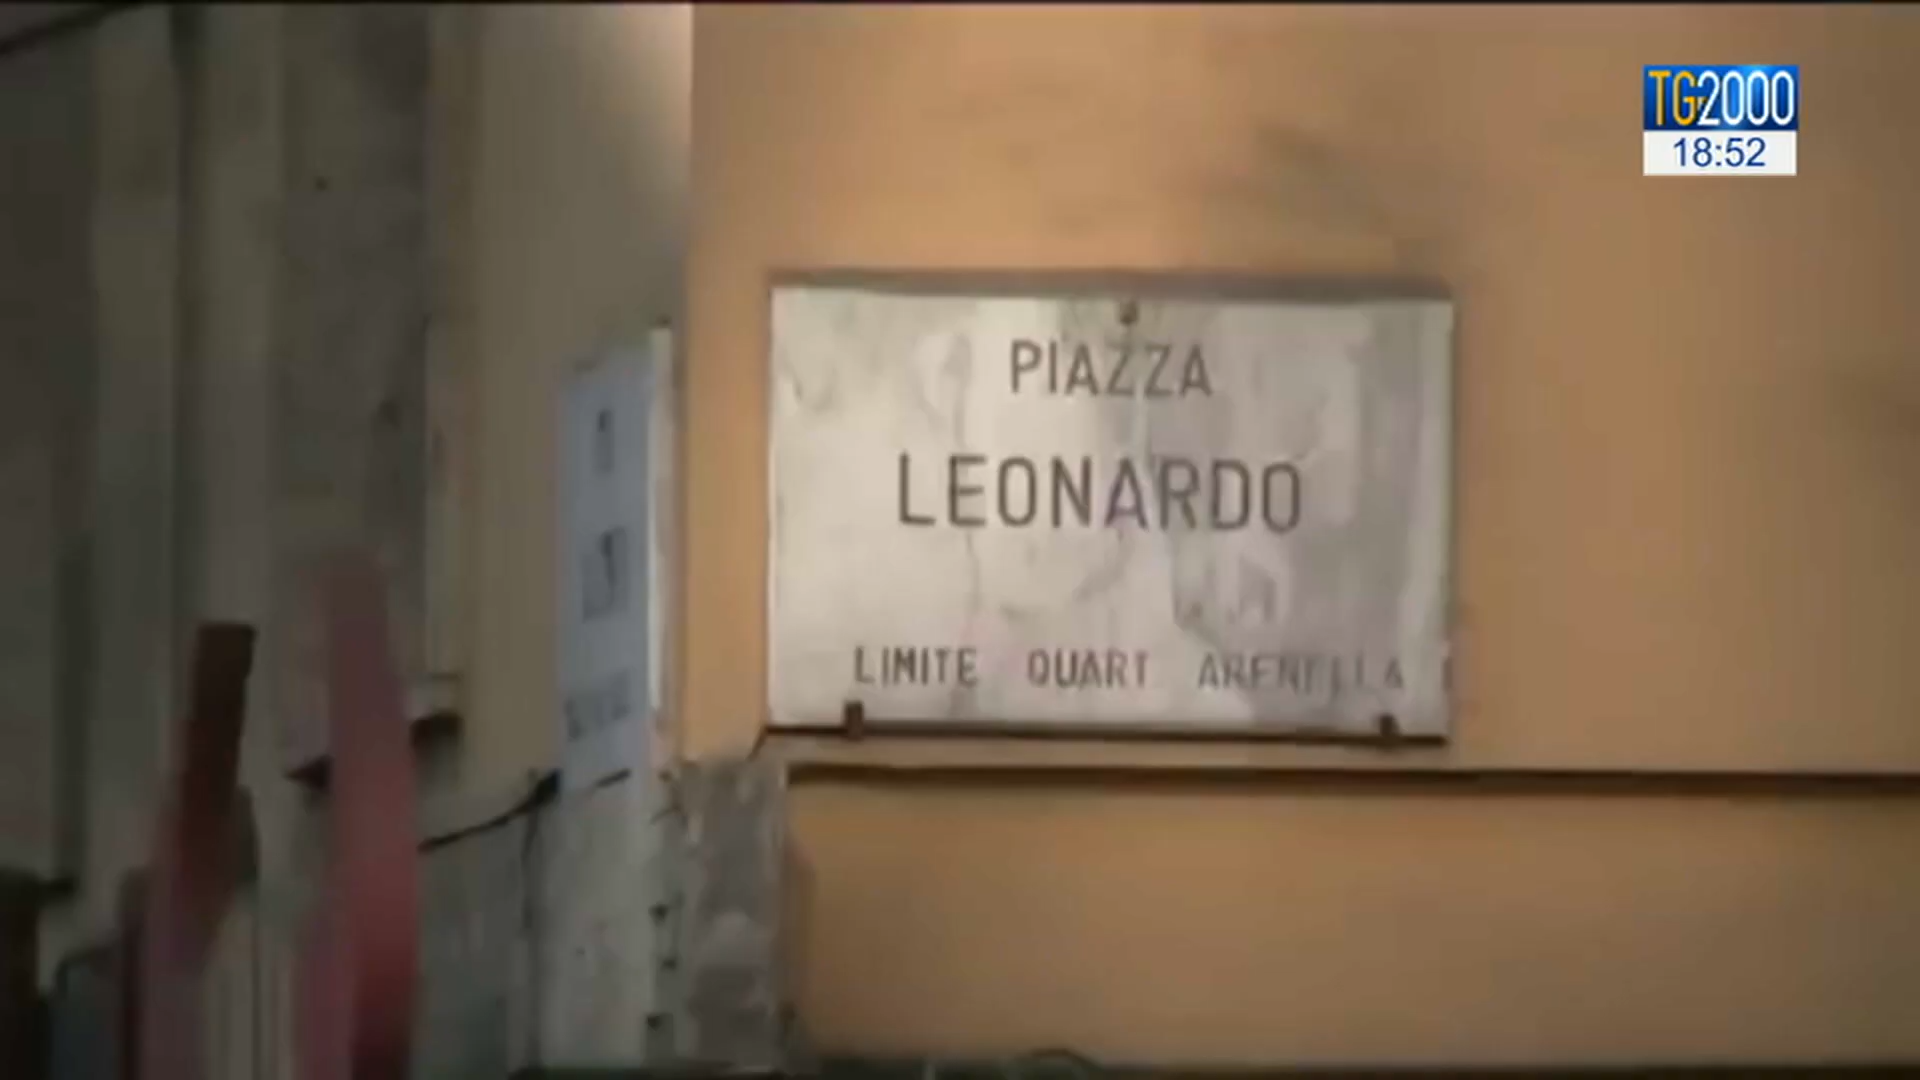 TG2000
18:52
PIAZZA
LEONARDO
LIMITE QUART ARENELLA